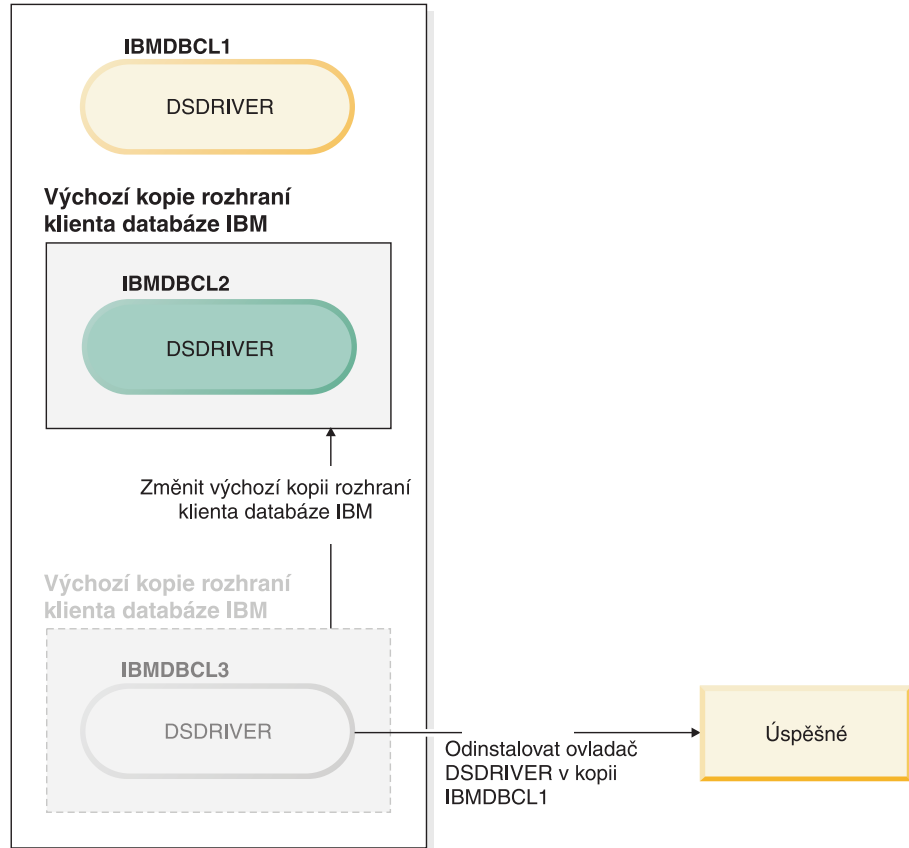 IBMDBCL1
DSDRIVER
Výchozí kopie rozhraní
klienta databáze IBM
IBMDBCL2
DSDRIVER
Změnit výchozí kopii rozhraní
klienta databáze IBM
Výchozí kopie rozhraní
klienta databáze IBM
IBMDBCL3
DSDRIVER
Odinstalovat ovladač
DSDRIVER v kopii
IBMDBCL1
Úspěšné